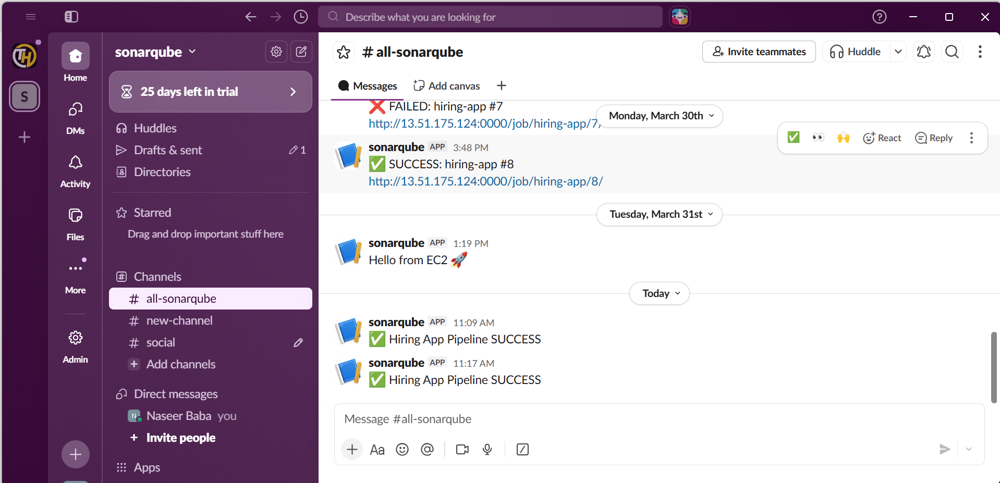 Describe what you are looking for
TH
S
Home
DMs
Activity
Files
More
Admin
sonarqube
25 days left in trial
Huddles
Drafts & sent 1
Directories
Starred
Drag and drop important stuff here
Channels
# all-sonarqube
# new-channel
# social
+ Add channels
Direct messages
N Naseer Baba you
+ Invite people
Apps
# all-sonarqube
Invite teammates
Huddle
Messages
Add canvas
❌ FAILED: hiring-app #7
http://13.51.175.124:0000/job/hiring-app/7/
Monday, March 30th
✅ 👀 🙌 React Reply
sonarqube APP 3:48 PM
✅ SUCCESS: hiring-app #8
http://13.51.175.124:0000/job/hiring-app/8/
Tuesday, March 31st
sonarqube APP 1:19 PM
Hello from EC2 🚀
Today
sonarqube APP 11:09 AM
✅ Hiring App Pipeline SUCCESS
sonarqube APP 11:17 AM
✅ Hiring App Pipeline SUCCESS
Message #all-sonarqube
Aa